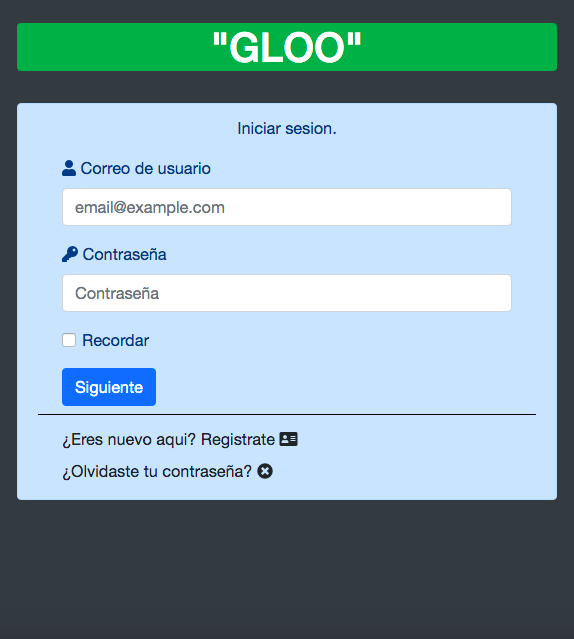 "GLOO"
Iniciar sesion.
Correo de usuario
email@example.com
Contraseña
Contraseña
Recordar
Siguiente
¿Eres nuevo aqui? Registrate
¿Olvidaste tu contraseña?